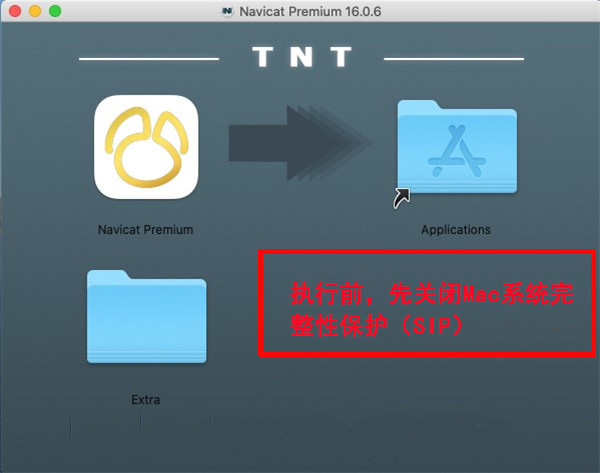 Navicat Premium 16.0.6
TNT
Navicat Premium
Applications
执行前，先关闭Mac系统完
整性保护（SIP）
Extra